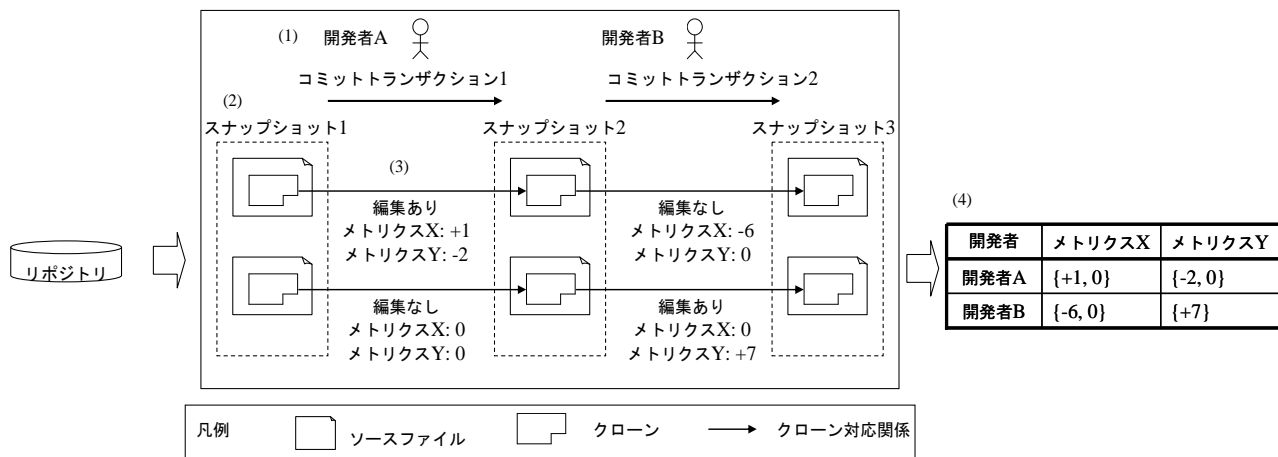 (1) 開発者A 開発者B
コミットトランザクション1 コミットトランザクション2
(2)
スナップショット1 スナップショット2 スナップショット3
(3)
編集あり 編集なし
メトリクスX: +1 メトリクスX: -6
メトリクスY: -2 メトリクスY: 0
編集なし 編集あり
メトリクスX: 0 メトリクスX: 0
メトリクスY: 0 メトリクスY: +7
リポジトリ
(4)
開発者 メトリクスX メトリクスY
開発者A {+1, 0} {-2, 0}
開発者B {-6, 0} {+7}
凡例 ソースファイル クローン クローン対応関係